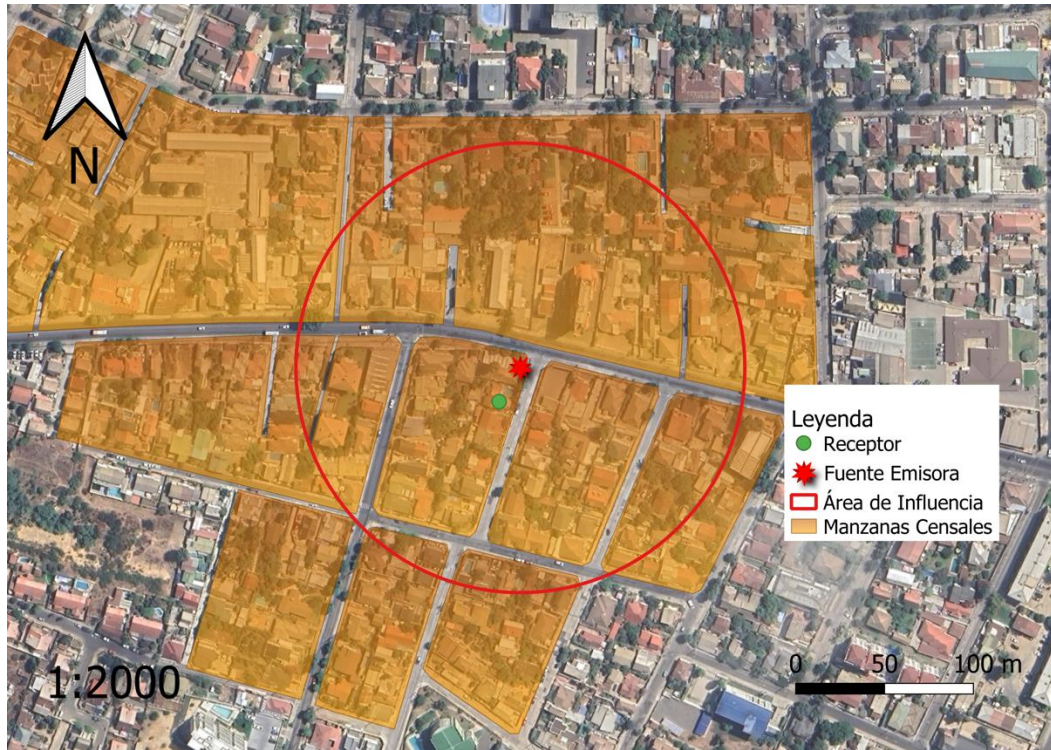 N
Leyenda
Receptor
Fuente Emisora
Área de Influencia
Manzanas Censales
1:2000
0 50 100 m